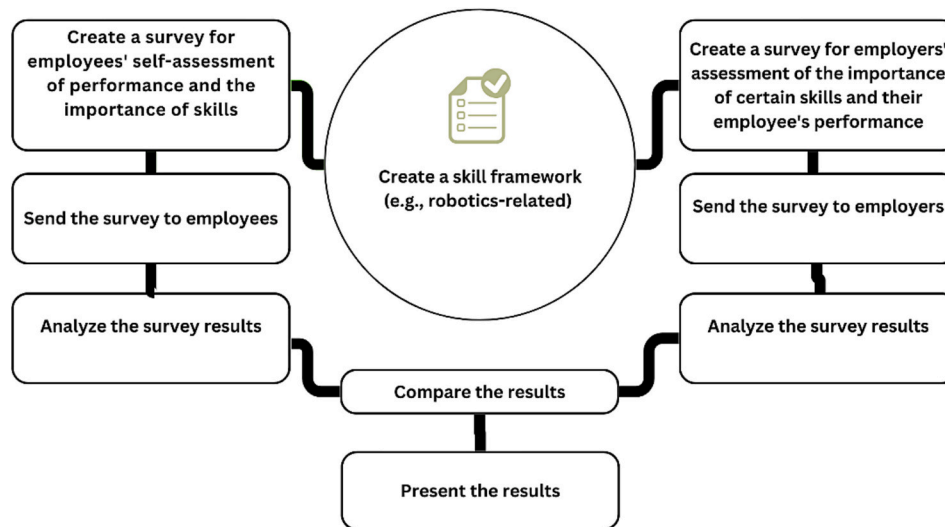 Create a survey for
employees' self-assessment
of performance and the
importance of skills
Send the survey to employees
Analyze the survey results
Create a skill framework
(e.g., robotics-related)
Create a survey for employers'
assessment of the importance
of certain skills and their
employee's performance
Send the survey to employers
Analyze the survey results
Compare the results
Present the results